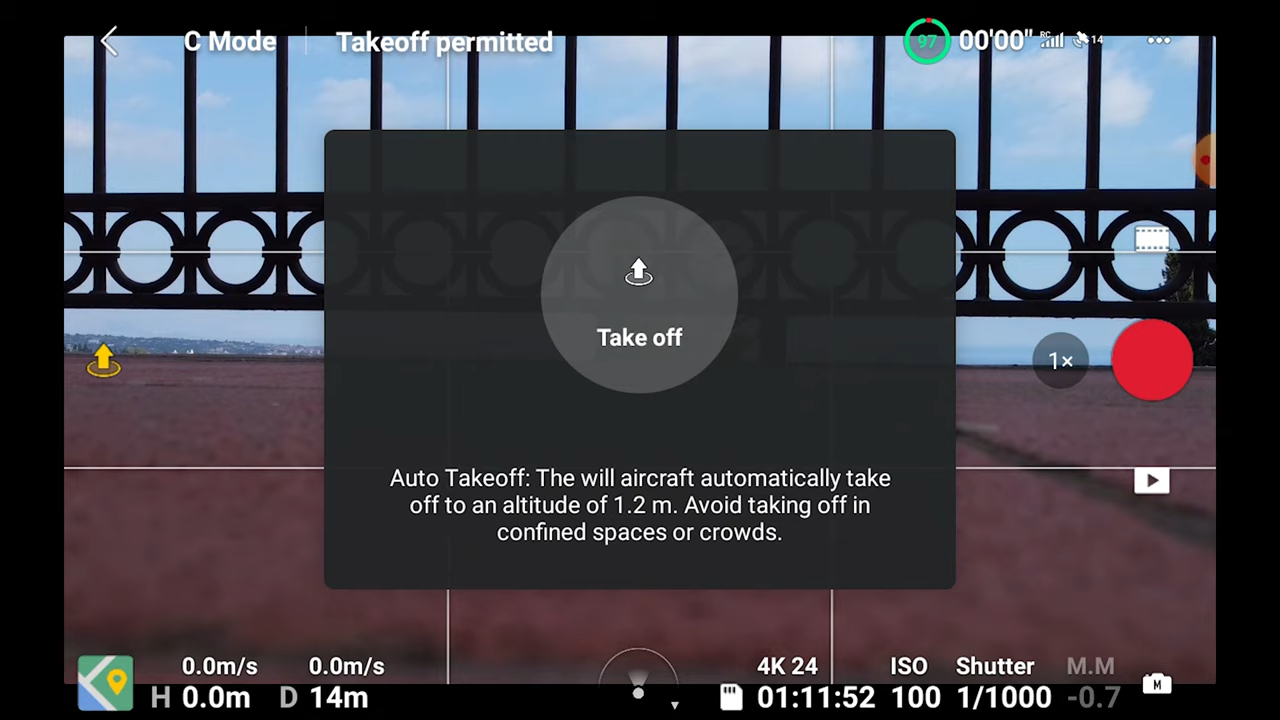 C Mode
Takeoff permitted
97
00'00"
RC
14
Take off
1×
Auto Takeoff: The will aircraft automatically take
off to an altitude of 1.2 m. Avoid taking off in
confined spaces or crowds.
0.0m/s 0.0m/s
H 0.0m D 14m
4K 24 ISO Shutter M.M
01:11:52 100 1/1000 -0.7
M